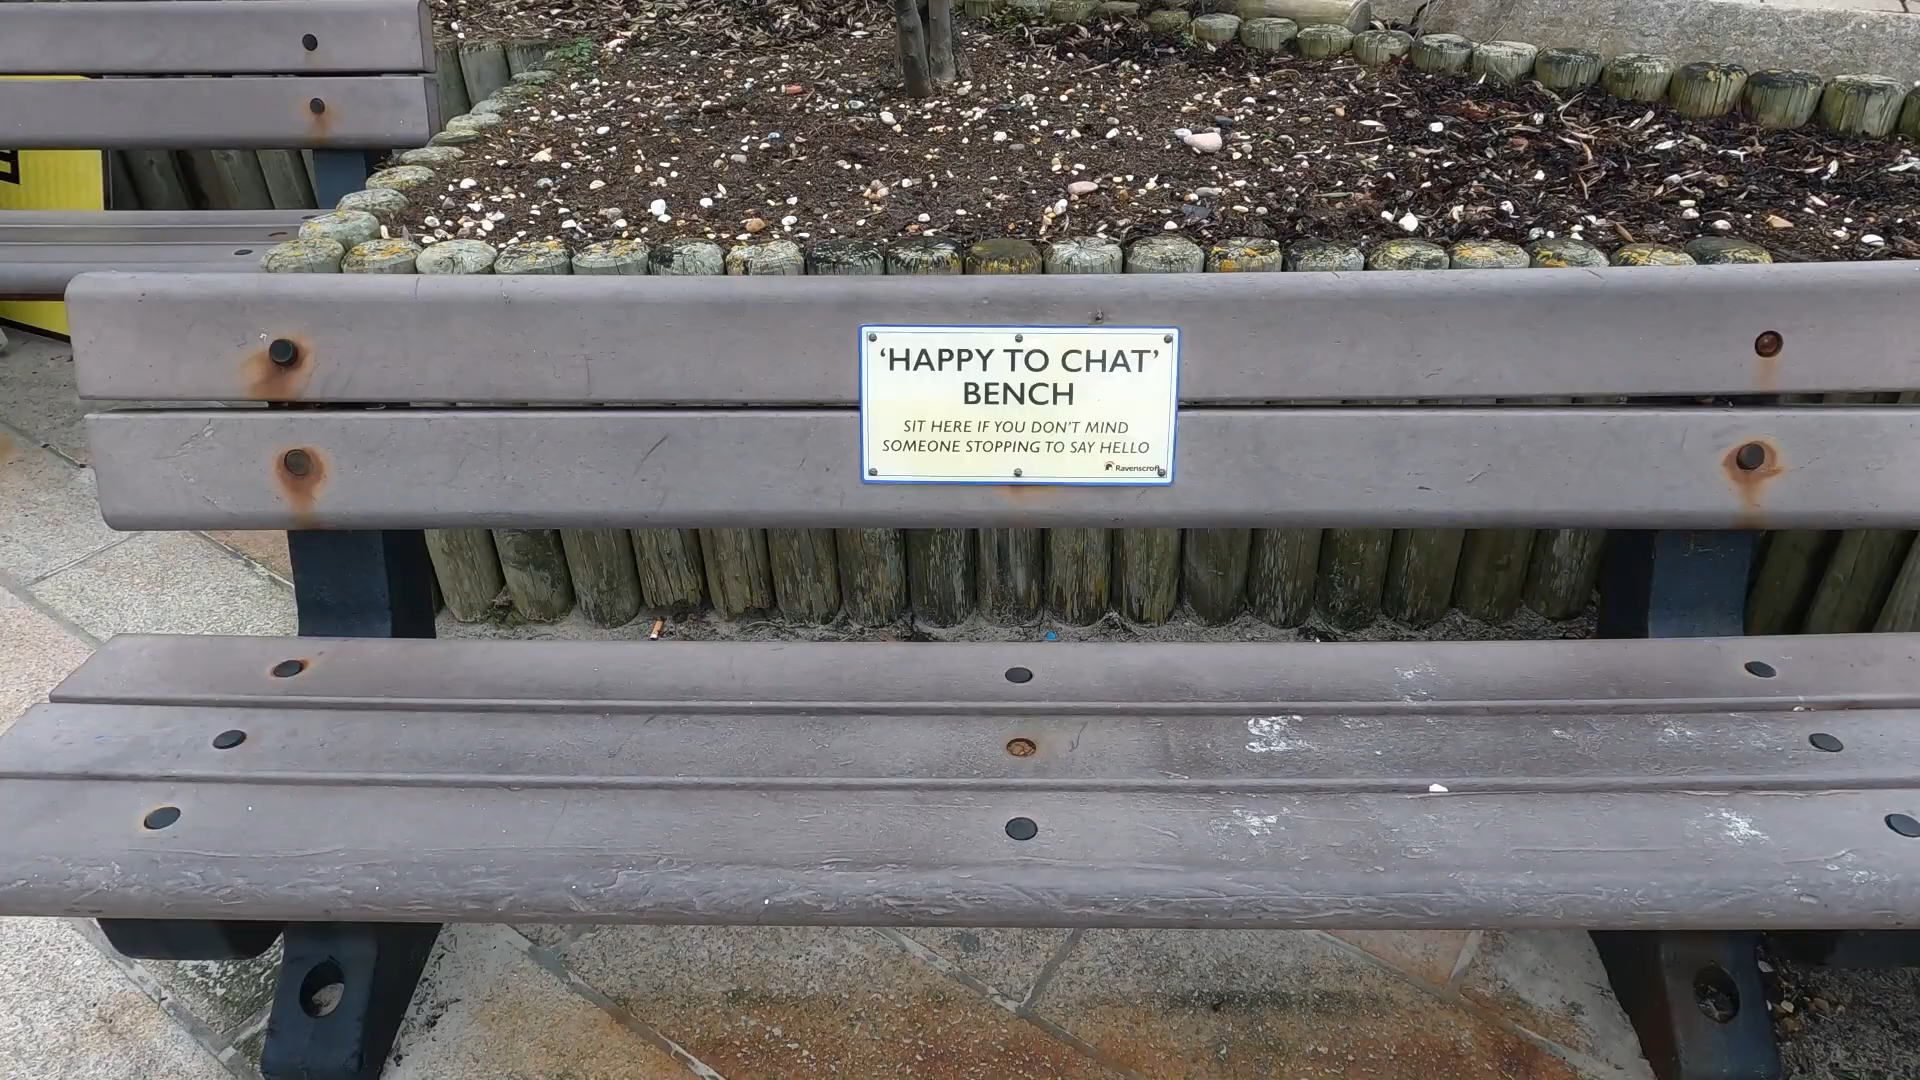 ‘HAPPY TO CHAT’
BENCH
SIT HERE IF YOU DON'T MIND
SOMEONE STOPPING TO SAY HELLO
Ravenscroft